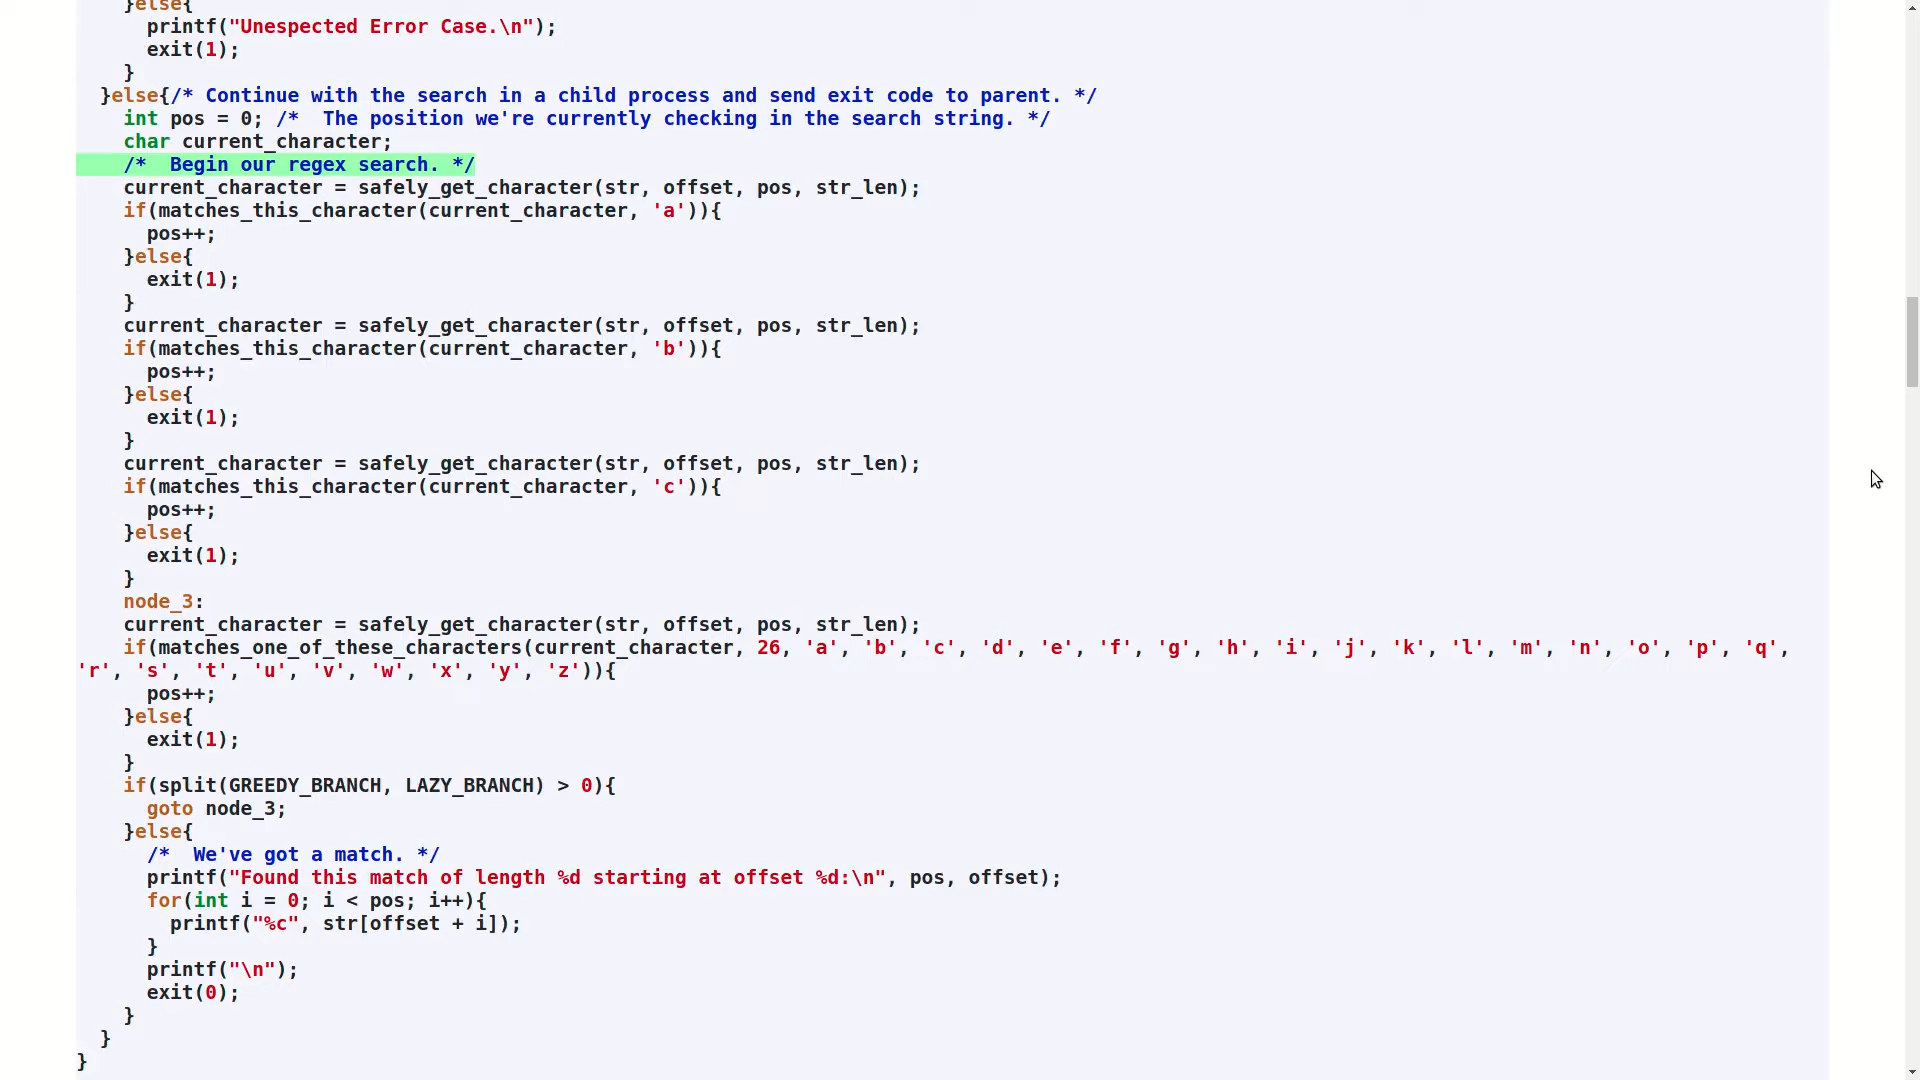 }else{
printf("Unespected Error Case.\n");
exit(1);
}
}else{/* Continue with the search in a child process and send exit code to parent. */
int pos = 0; /*  The position we're currently checking in the search string. */
char current_character;
/*  Begin our regex search. */
current_character = safely_get_character(str, offset, pos, str_len);
if(matches_this_character(current_character, 'a')){
pos++;
}else{
exit(1);
}
current_character = safely_get_character(str, offset, pos, str_len);
if(matches_this_character(current_character, 'b')){
pos++;
}else{
exit(1);
}
current_character = safely_get_character(str, offset, pos, str_len);
if(matches_this_character(current_character, 'c')){
pos++;
}else{
exit(1);
}
node_3:
current_character = safely_get_character(str, offset, pos, str_len);
if(matches_one_of_these_characters(current_character, 26, 'a', 'b', 'c', 'd', 'e', 'f', 'g', 'h', 'i', 'j', 'k', 'l', 'm', 'n', 'o', 'p', 'q',
'r', 's', 't', 'u', 'v', 'w', 'x', 'y', 'z')){
pos++;
}else{
exit(1);
}
if(split(GREEDY_BRANCH, LAZY_BRANCH) > 0){
goto node_3;
}else{
/*  We've got a match. */
printf("Found this match of length %d starting at offset %d:\n", pos, offset);
for(int i = 0; i < pos; i++){
printf("%c", str[offset + i]);
}
printf("\n");
exit(0);
}
}
}